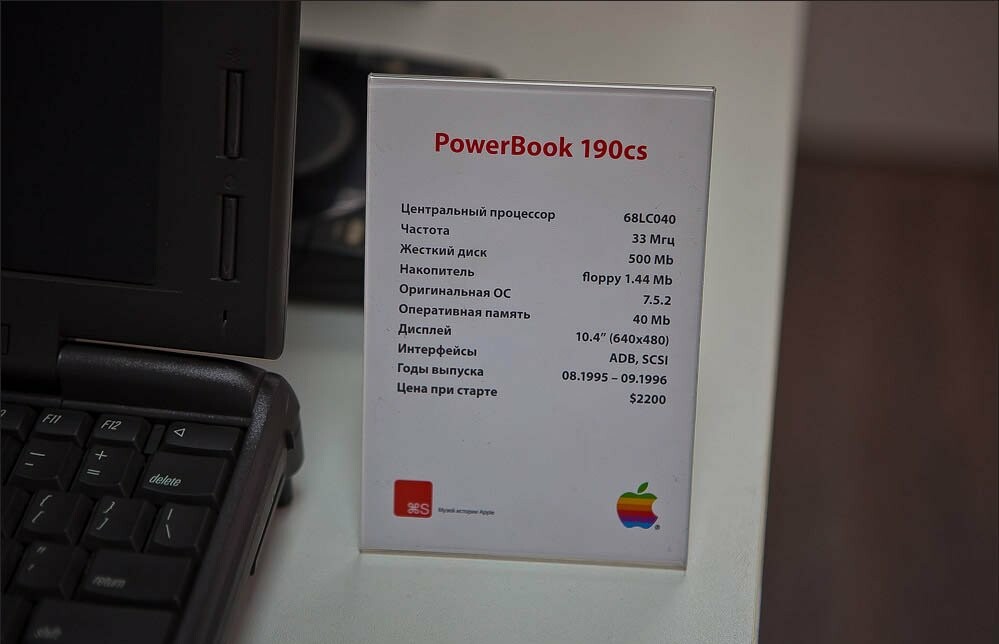 PowerBook 190cs
Центральный процессор 68LC040
Частота 33 Мгц
Жесткий диск 500 Mb
Накопитель floppy 1.44 Mb
Оригинальная ОС 7.5.2
Оперативная память 40 Mb
Дисплей 10.4” (640x480)
Интерфейсы ADB, SCSI
Годы выпуска 08.1995 – 09.1996
Цена при старте $2200
⌘S Музей истории Apple ®
F11 F12
– + =
delete
{ [ } ] | \
"
return
shift